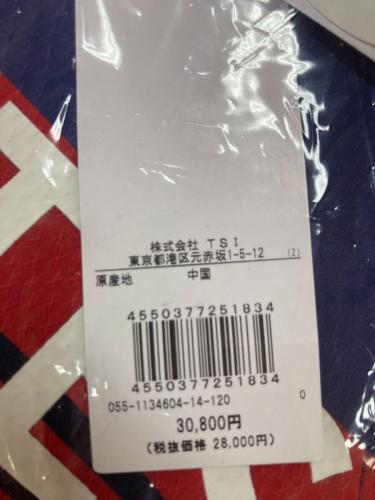 株式会社 TSI
東京都港区元赤坂1-5-12 (Z)
原産地 中国
4550377251834
4550377251834
055-1134604-14-120 0
30,800円
(税抜価格 28,000円)